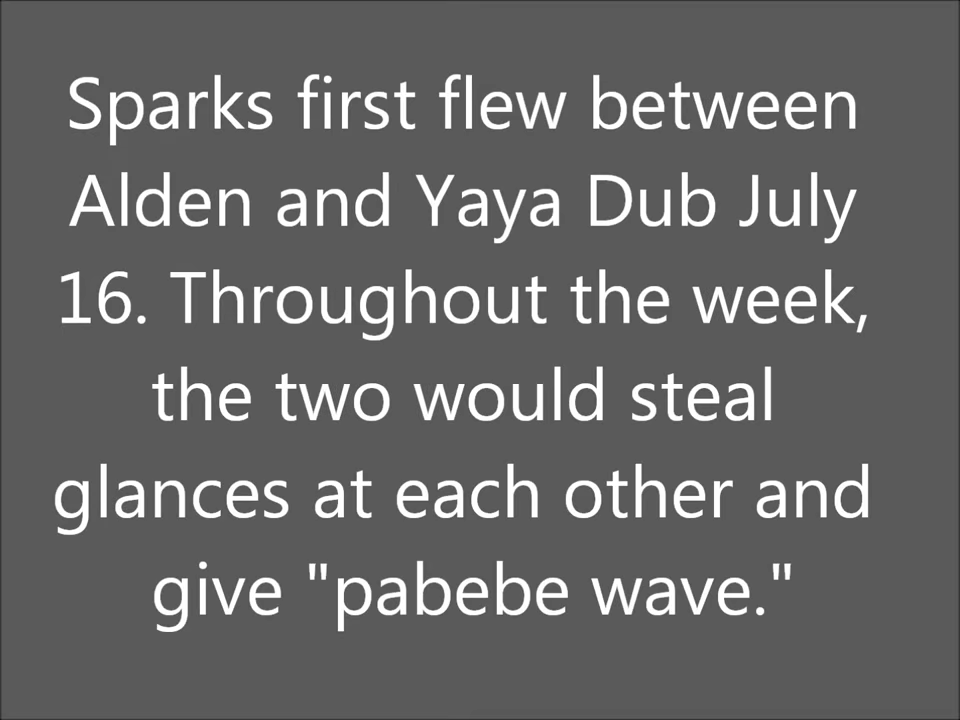 Sparks first flew between
Alden and Yaya Dub July
16. Throughout the week,
the two would steal
glances at each other and
give "pabebe wave."